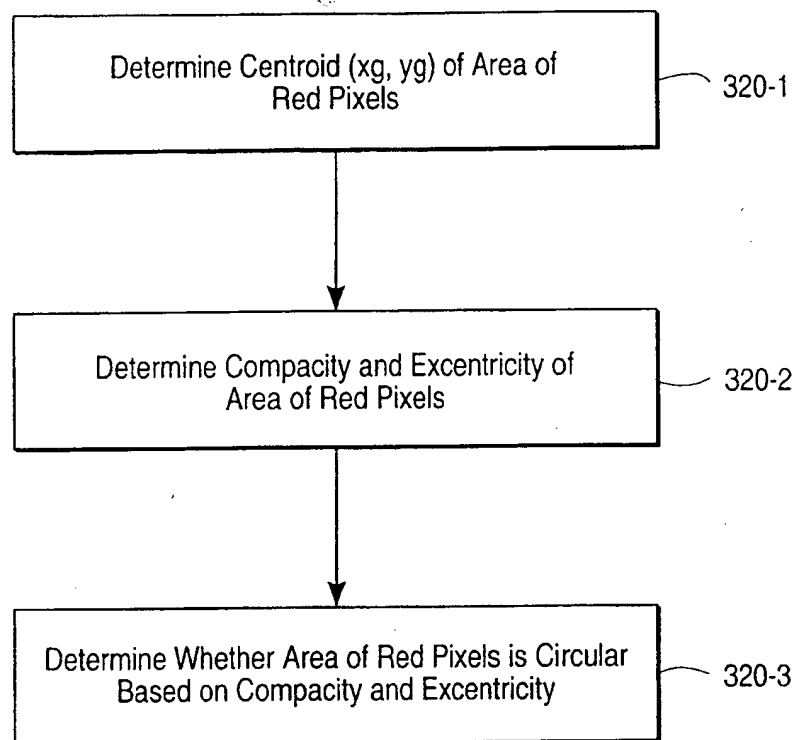 Determine Centroid (xg, yg) of Area of
Red Pixels
320-1
Determine Compacity and Excentricity of
Area of Red Pixels
320-2
Determine Whether Area of Red Pixels is Circular
Based on Compacity and Excentricity
320-3